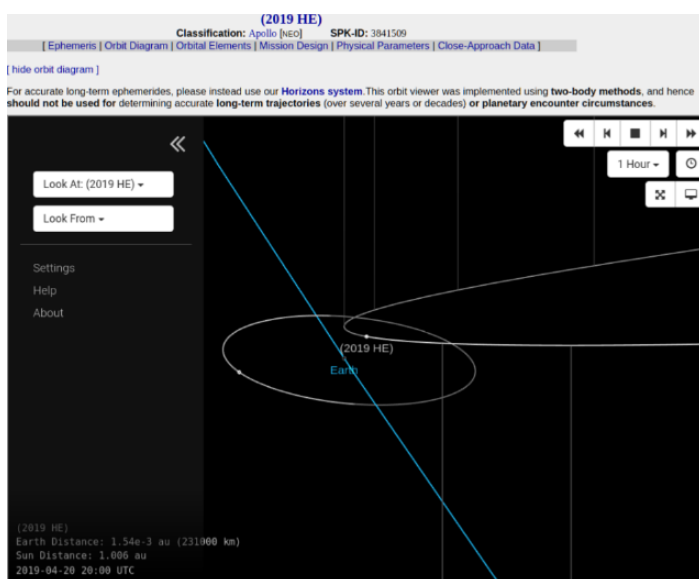 (2019 HE)
Classification: Apollo [NEO] SPK-ID: 3841509
[ Ephemeris | Orbit Diagram | Orbital Elements | Mission Design | Physical Parameters | Close-Approach Data ]
[ hide orbit diagram ]
For accurate long-term ephemerides, please instead use our Horizons system.This orbit viewer was implemented using two-body methods, and hence
should not be used for determining accurate long-term trajectories (over several years or decades) or planetary encounter circumstances.
1 Hour
Look At: (2019 HE)
Look From
Settings
Help
About
(2019 HE)
Earth
(2019 HE)
Earth Distance: 1.54e-3 au (231000 km)
Sun Distance: 1.006 au
2019-04-20 20:00 UTC